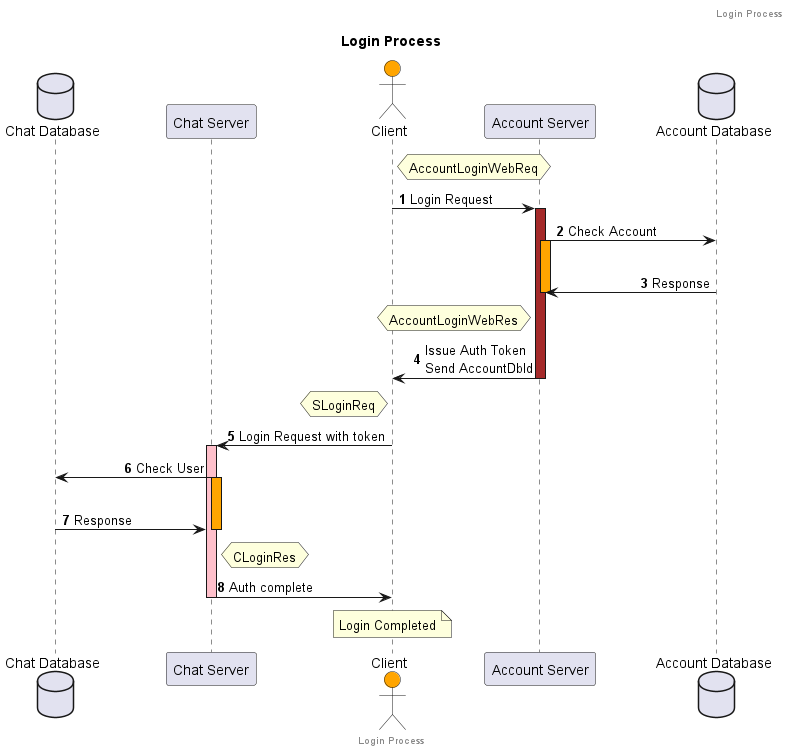 Login Process
Login Process
Chat Database
Chat Server
Client
Account Server
Account Database
AccountLoginWebReq
1 Login Request
2 Check Account
3 Response
AccountLoginWebRes
4 Issue Auth Token
Send AccountDbId
SLoginReq
5 Login Request with token
6 Check User
7 Response
CLoginRes
8 Auth complete
Login Completed
Chat Database
Chat Server
Client
Account Server
Account Database
Login Process